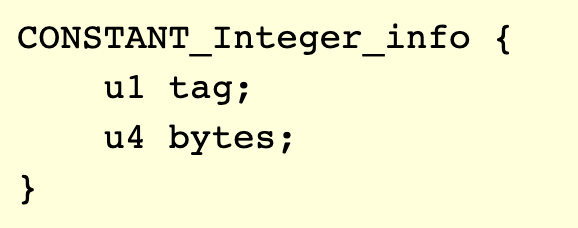 CONSTANT_Integer_info {
    u1 tag;
    u4 bytes;
}